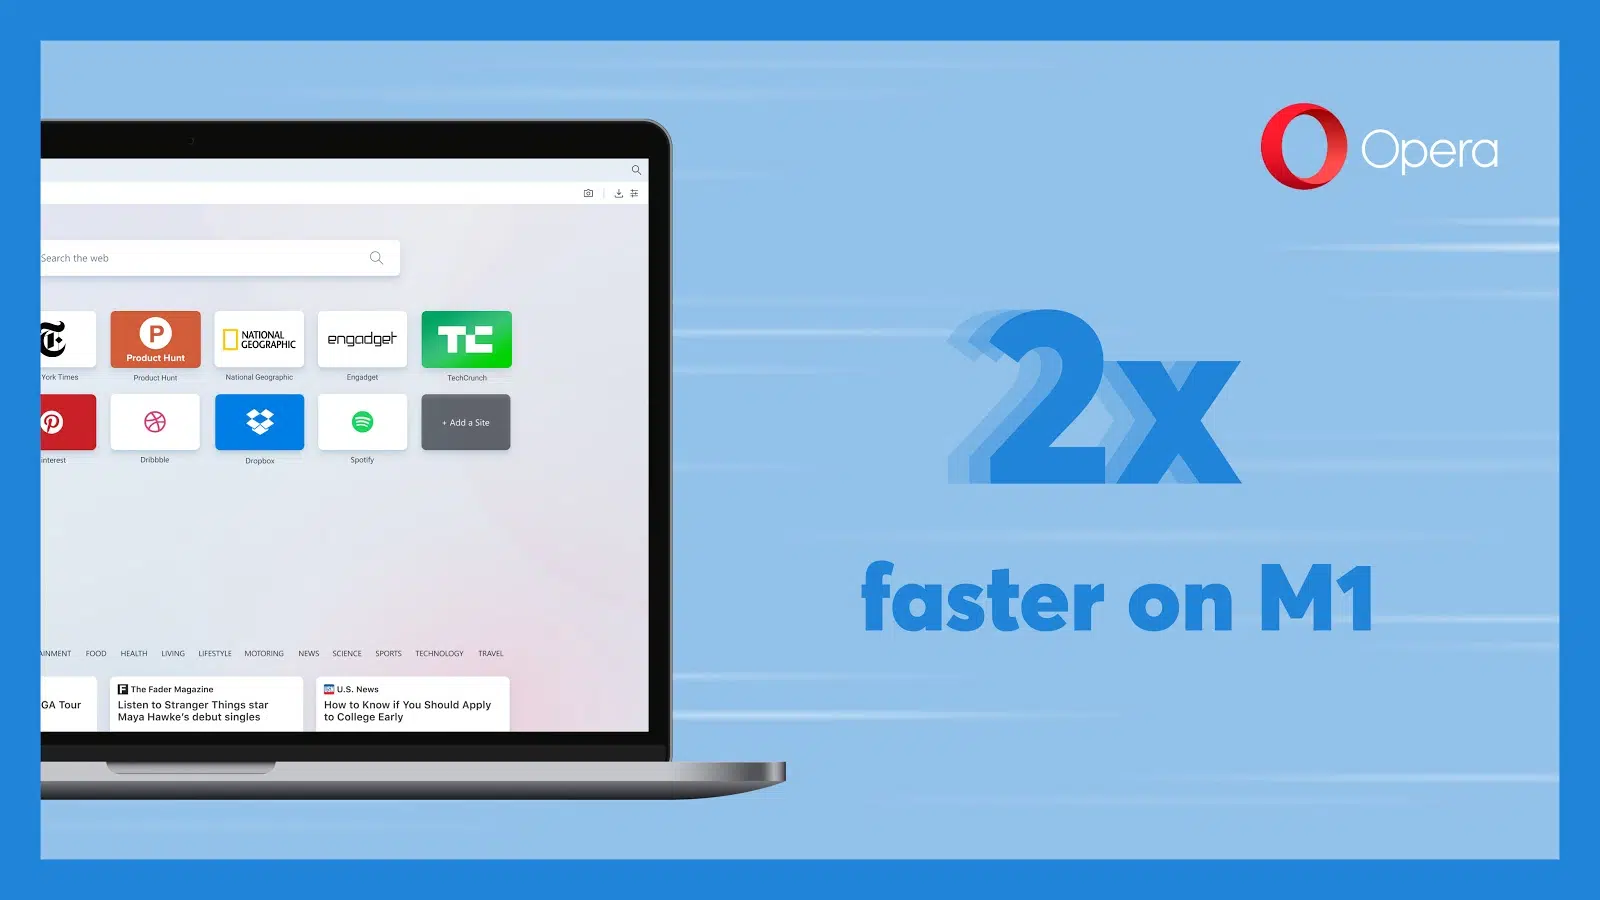 Opera
Search the web
York Times
P
Product Hunt
Product Hunt
NATIONAL
GEOGRAPHIC
National Geographic
engadget
Engadget
TC
TechCrunch
interest
Dribbble
Dropbox
Spotify
+ Add a Site
2x
faster on M1
AINMENT FOOD HEALTH LIVING LIFESTYLE MOTORING NEWS SCIENCE SPORTS TECHNOLOGY TRAVEL
GA Tour
F The Fader Magazine
Listen to Stranger Things star
Maya Hawke's debut singles
U.S. News
How to Know if You Should Apply
to College Early